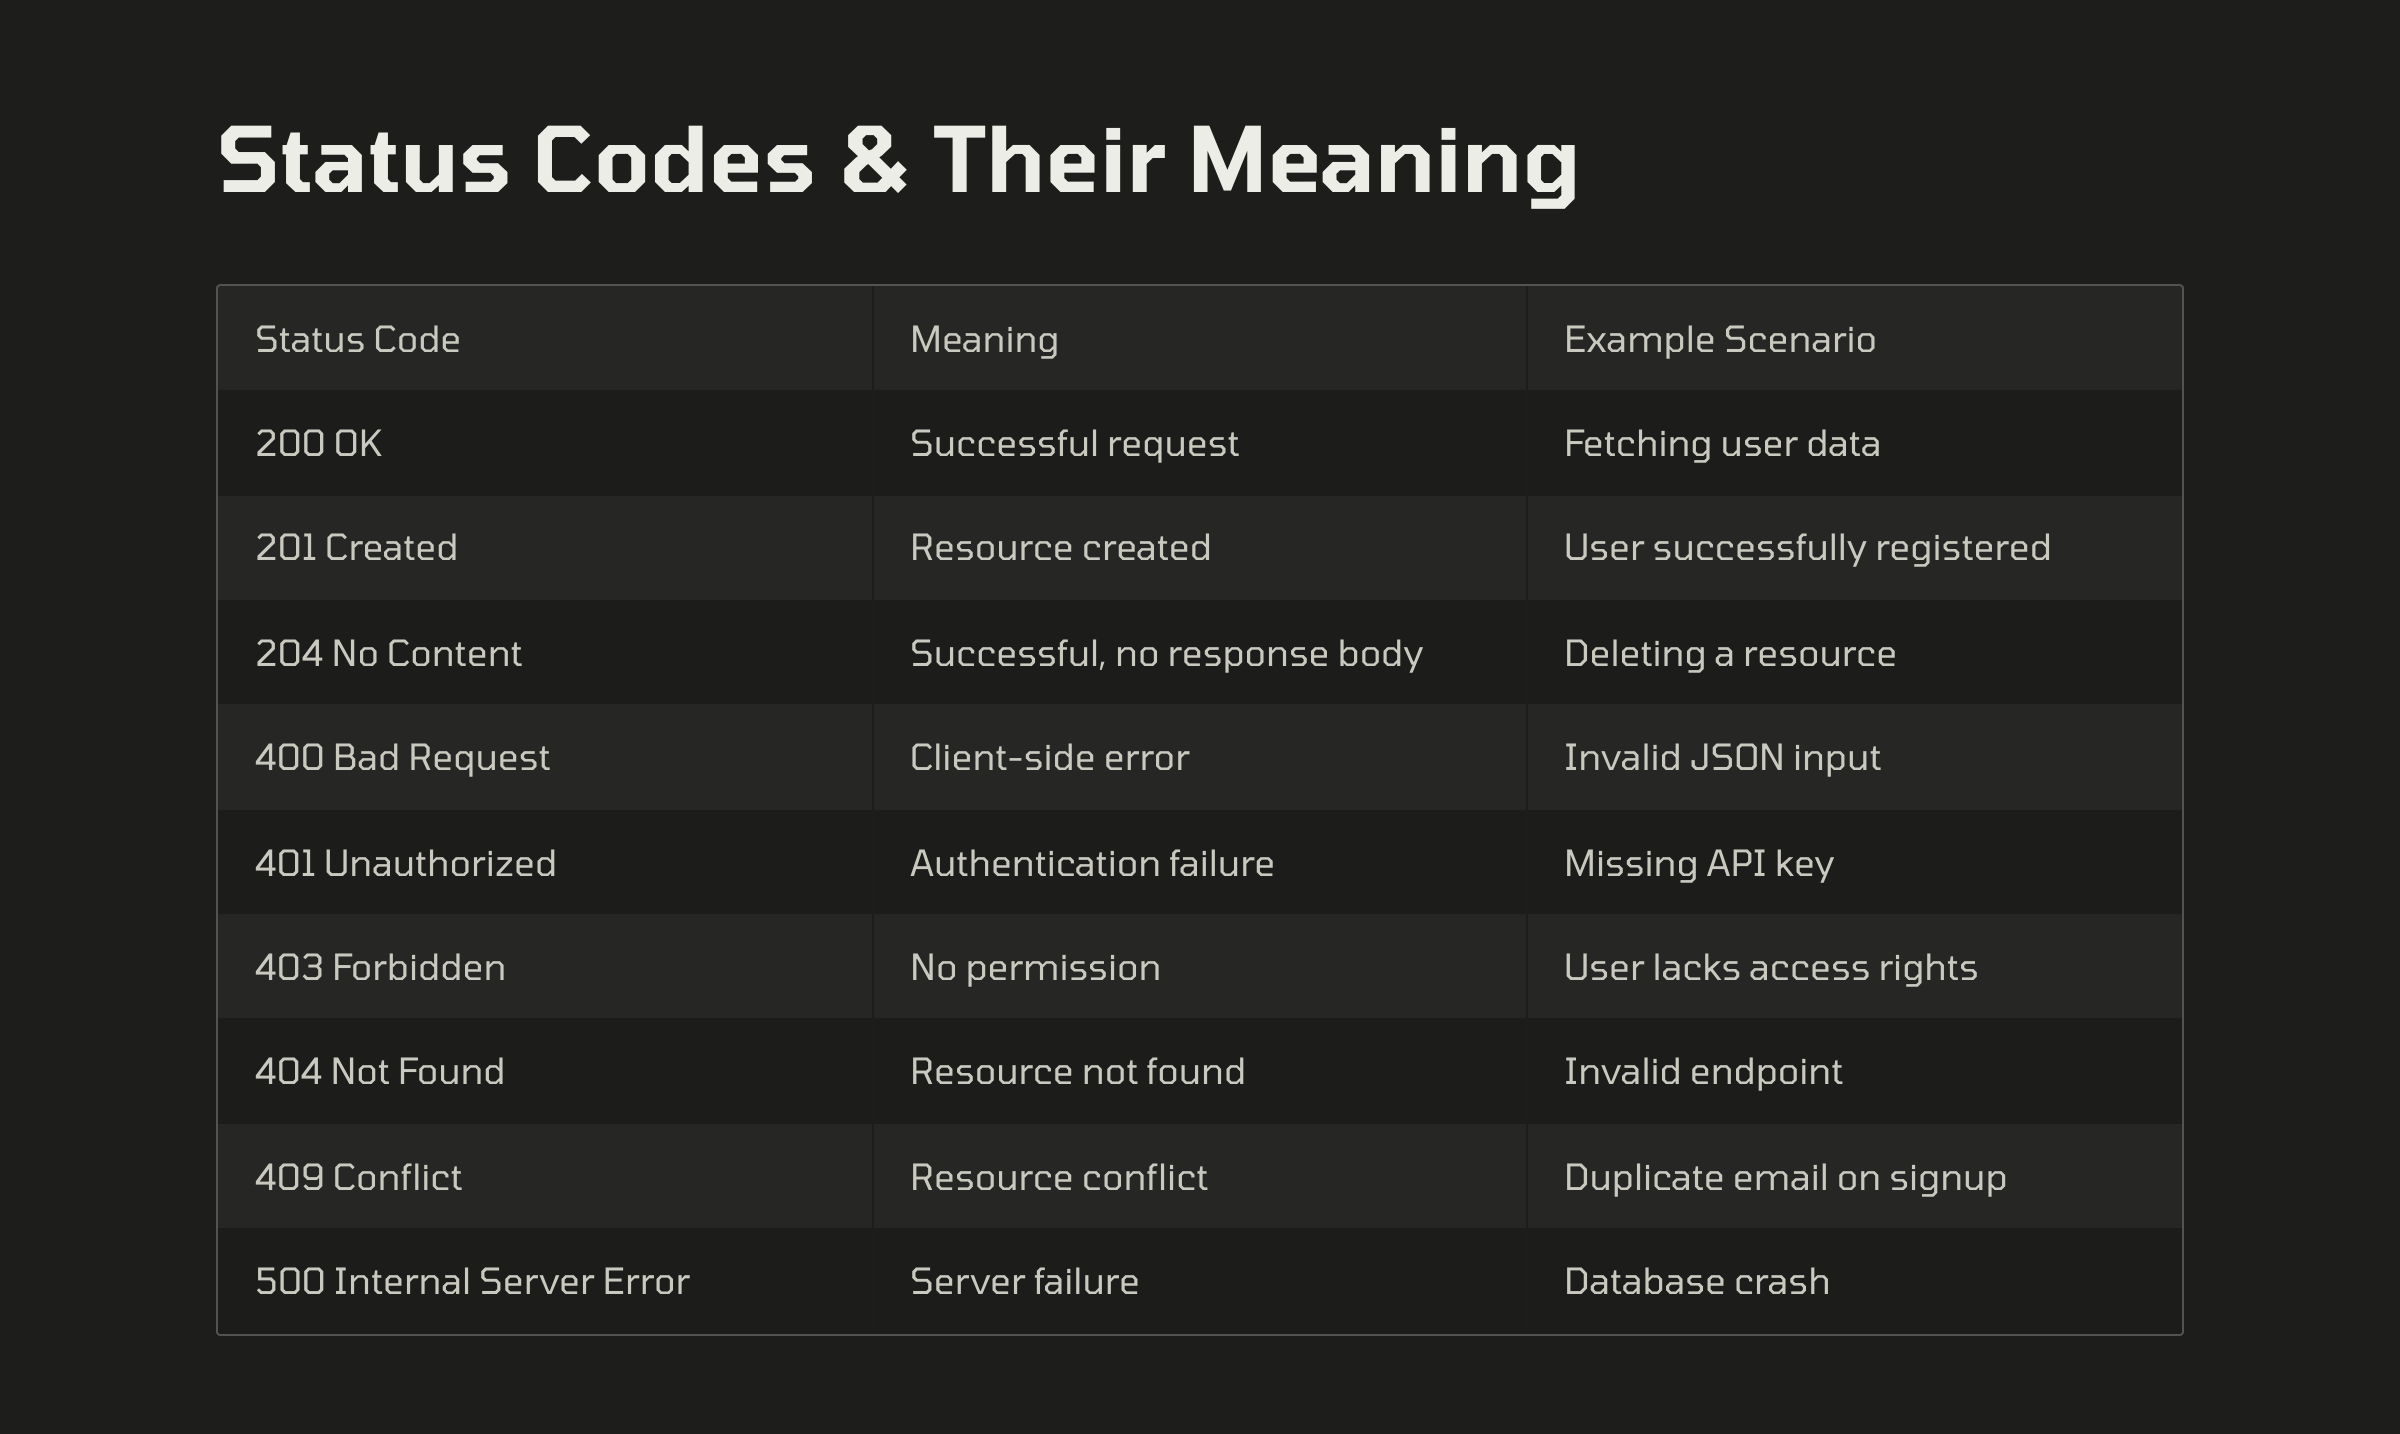 Status Codes & Their Meaning
Status Code Meaning Example Scenario
200 OK Successful request Fetching user data
201 Created Resource created User successfully registered
204 No Content Successful, no response body Deleting a resource
400 Bad Request Client-side error Invalid JSON input
401 Unauthorized Authentication failure Missing API key
403 Forbidden No permission User lacks access rights
404 Not Found Resource not found Invalid endpoint
409 Conflict Resource conflict Duplicate email on signup
500 Internal Server Error Server failure Database crash